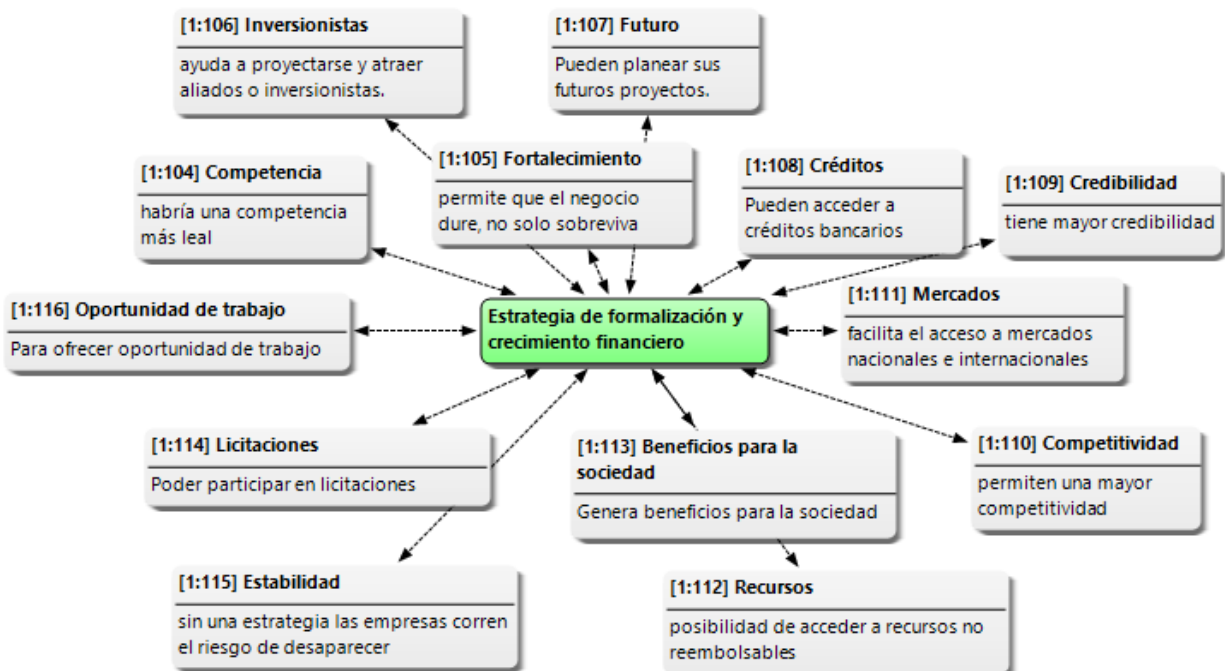 [1:106] Inversionistas
ayuda a proyectarse y atraer
aliados o inversionistas.
[1:107] Futuro
Pueden planear sus
futuros proyectos.
[1:104] Competencia
habría una competencia
más leal
[1:105] Fortalecimiento
permite que el negocio
dure, no solo sobreviva
[1:108] Créditos
Pueden acceder a
créditos bancarios
[1:109] Credibilidad
tiene mayor credibilidad
[1:116] Oportunidad de trabajo
Para ofrecer oportunidad de trabajo
Estrategia de formalización y
crecimiento financiero
[1:111] Mercados
facilita el acceso a mercados
nacionales e internacionales
[1:114] Licitaciones
Poder participar en licitaciones
[1:113] Beneficios para la
sociedad
Genera beneficios para la sociedad
[1:110] Competitividad
permiten una mayor
competitividad
[1:115] Estabilidad
sin una estrategia las empresas corren
el riesgo de desaparecer
[1:112] Recursos
posibilidad de acceder a recursos no
reembolsables